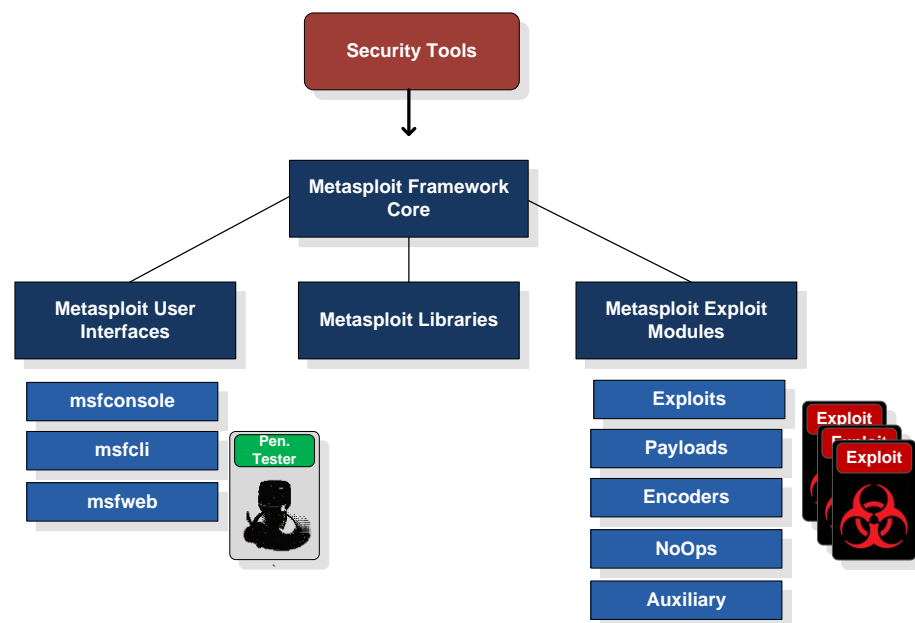 Security Tools
Metasploit Framework
Core
Metasploit User
Interfaces
Metasploit Libraries
Metasploit Exploit
Modules
msfconsole
msfcli
msfweb
Pen.
Tester
Exploits
Payloads
Encoders
NoOps
Auxiliary
Exploit
Exploit
Exploit